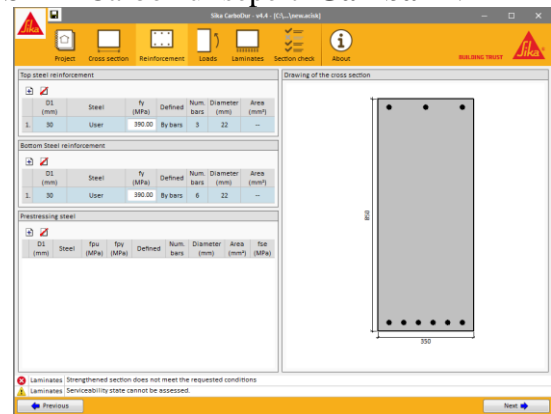 Sika CarboDur - v4.4 - [C:\...\new.acisk]
Sika
Project
Cross section
Reinforcement
Loads
Laminates
Section check
About
BUILDING TRUST
Sika
Top steel reinforcement
D1 (mm) Steel fy (MPa) Defined Num. bars Diameter (mm) Area (mm²)
1. 30 User 390.00 By bars 3 22 --
Bottom Steel reinforcement
D1 (mm) Steel fy (MPa) Defined Num. bars Diameter (mm) Area (mm²)
1. 30 User 390.00 By bars 6 22 --
Prestressing steel
D1 (mm) Steel fpu (MPa) fpy (MPa) Defined Num. bars Diameter (mm) Area (mm²) fse (MPa)
Drawing of the cross section
850
350
Laminates Strengthened section does not meet the requested conditions
Laminates Serviceability state cannot be assessed.
Previous
Next